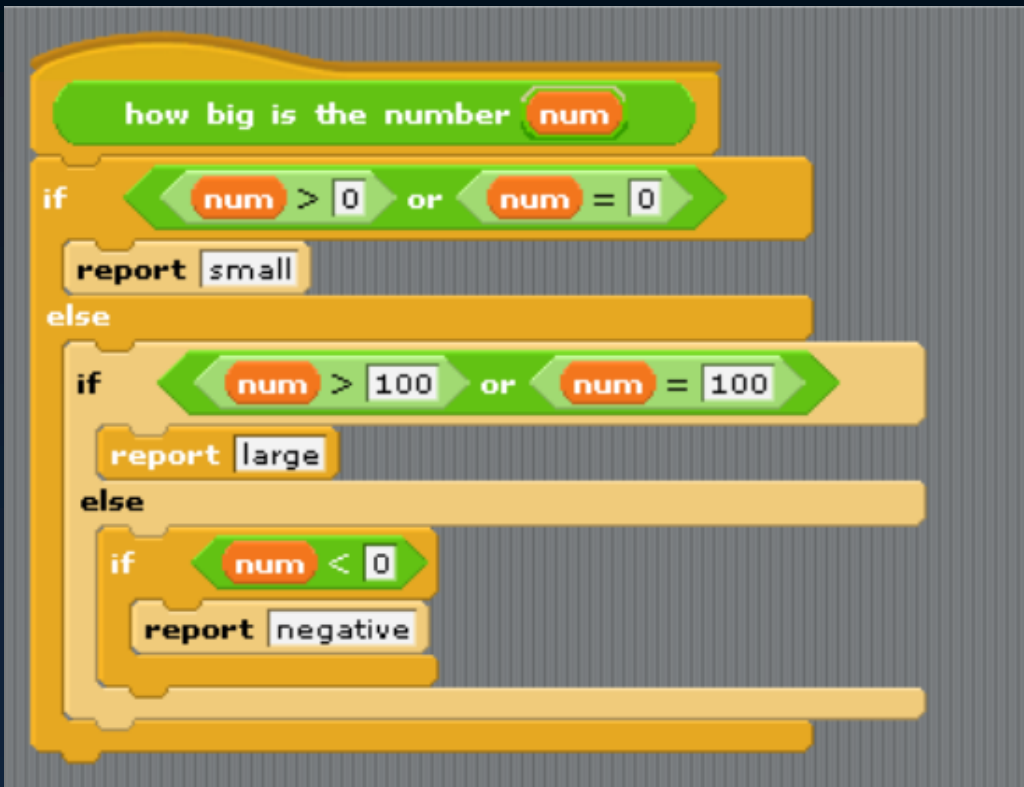 how big is the number num
if num > 0 or num = 0
report small
else
if num > 100 or num = 100
report large
else
if num < 0
report negative